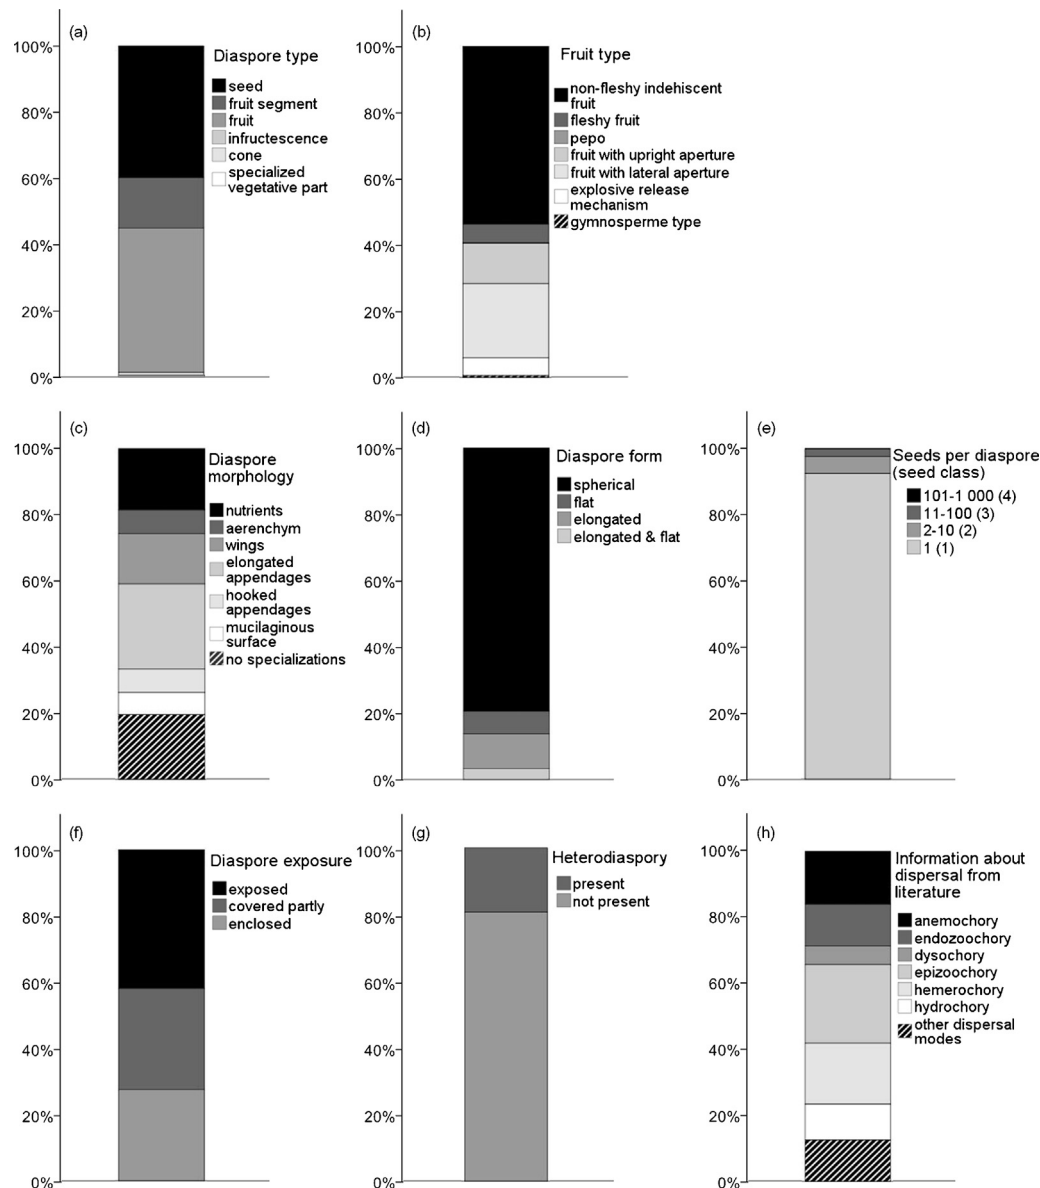 (a)
Diaspore type
100%
80%
60%
40%
20%
0%
seed
fruit segment
fruit
infructescence
cone
specialized
vegetative part
(b)
Fruit type
100%
80%
60%
40%
20%
0%
non-fleshy indehiscent
fruit
fleshy fruit
pepo
fruit with upright aperture
fruit with lateral aperture
explosive release
mechanism
gymnosperme type
(c)
Diaspore
morphology
100%
80%
60%
40%
20%
0%
nutrients
aerenchym
wings
elongated
appendages
hooked
appendages
mucilaginous
surface
no specializations
(d)
Diaspore form
100%
80%
60%
40%
20%
0%
spherical
flat
elongated
elongated & flat
(e)
Seeds per diaspore
(seed class)
100%
80%
60%
40%
20%
0%
101-1 000 (4)
11-100 (3)
2-10 (2)
1 (1)
(f)
Diaspore exposure
100%
80%
60%
40%
20%
0%
exposed
covered partly
enclosed
(g)
Heterodiaspory
100%
80%
60%
40%
20%
0%
present
not present
(h)
Information about
dispersal from
literature
100%
80%
60%
40%
20%
0%
anemochory
endozoochory
dysochory
epizoochory
hemerochory
hydrochory
other dispersal
modes